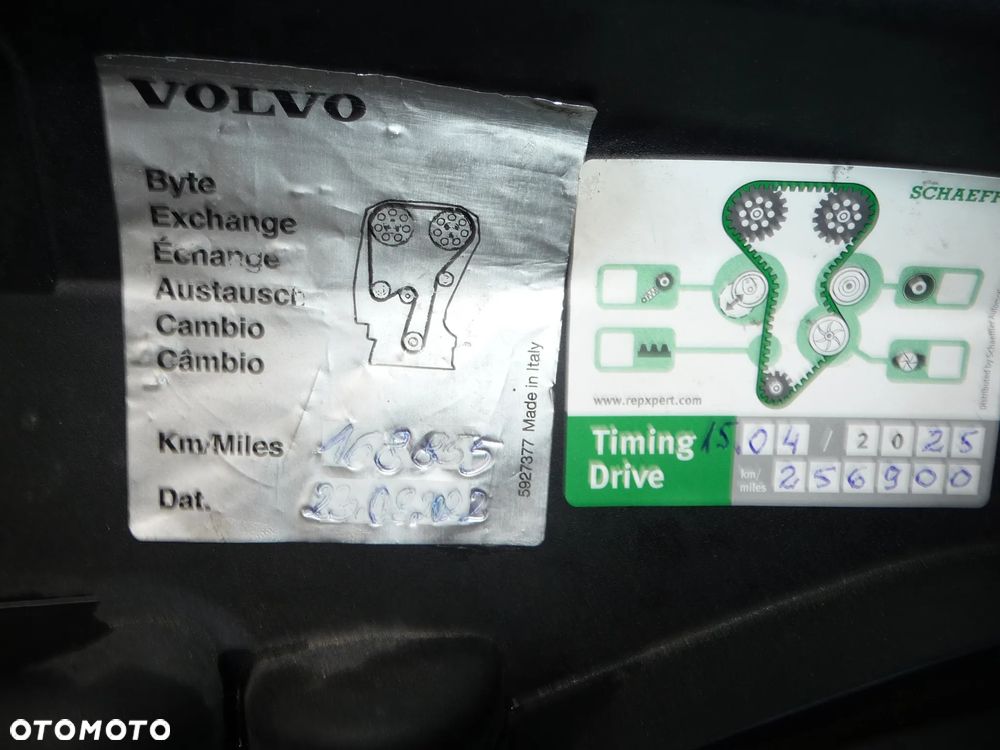 VOLVO
Byte
Exchange
Échange
Austausch
Cambio
Câmbio
Km/Miles
Dat.
5927377 Made in Italy
SCHAEFF
www.repxpert.com
Timing
Drive
15.04/2025
km/
miles
256900
OTOMOTO